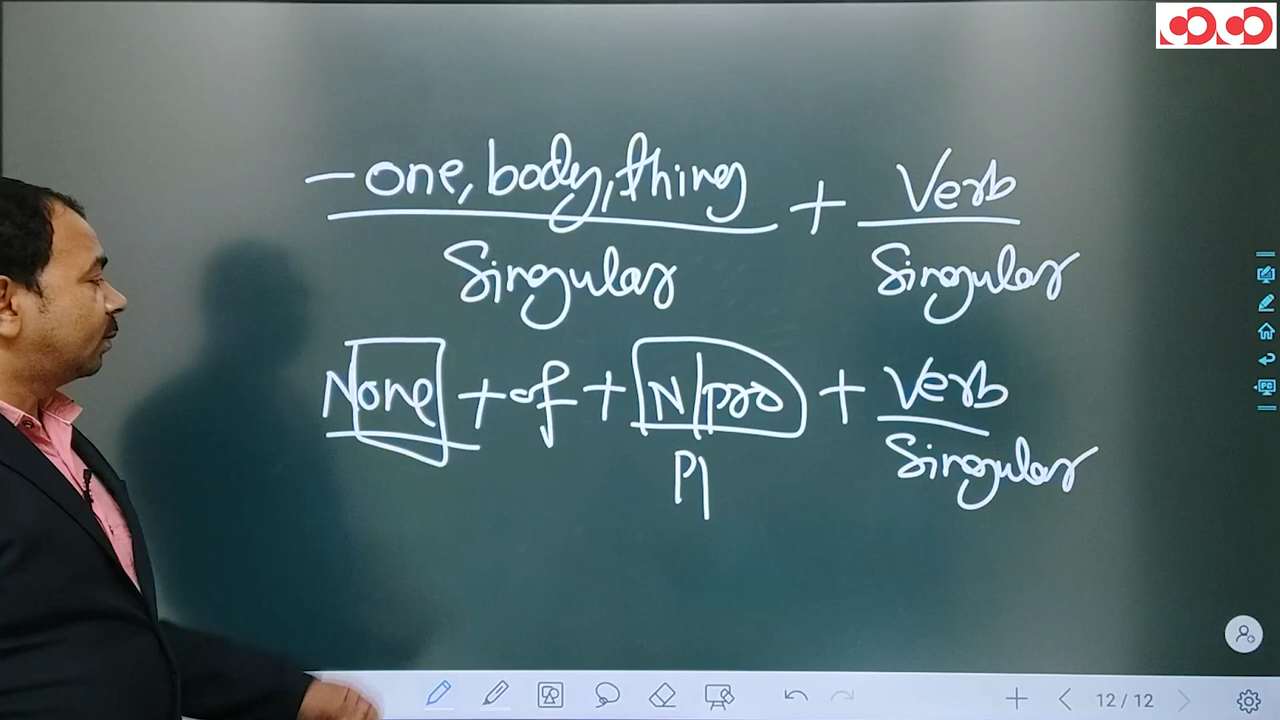 - one, body, thing + Verb
Singular Singular
None + of + N|pro + Verb
Pl Singular
12/12